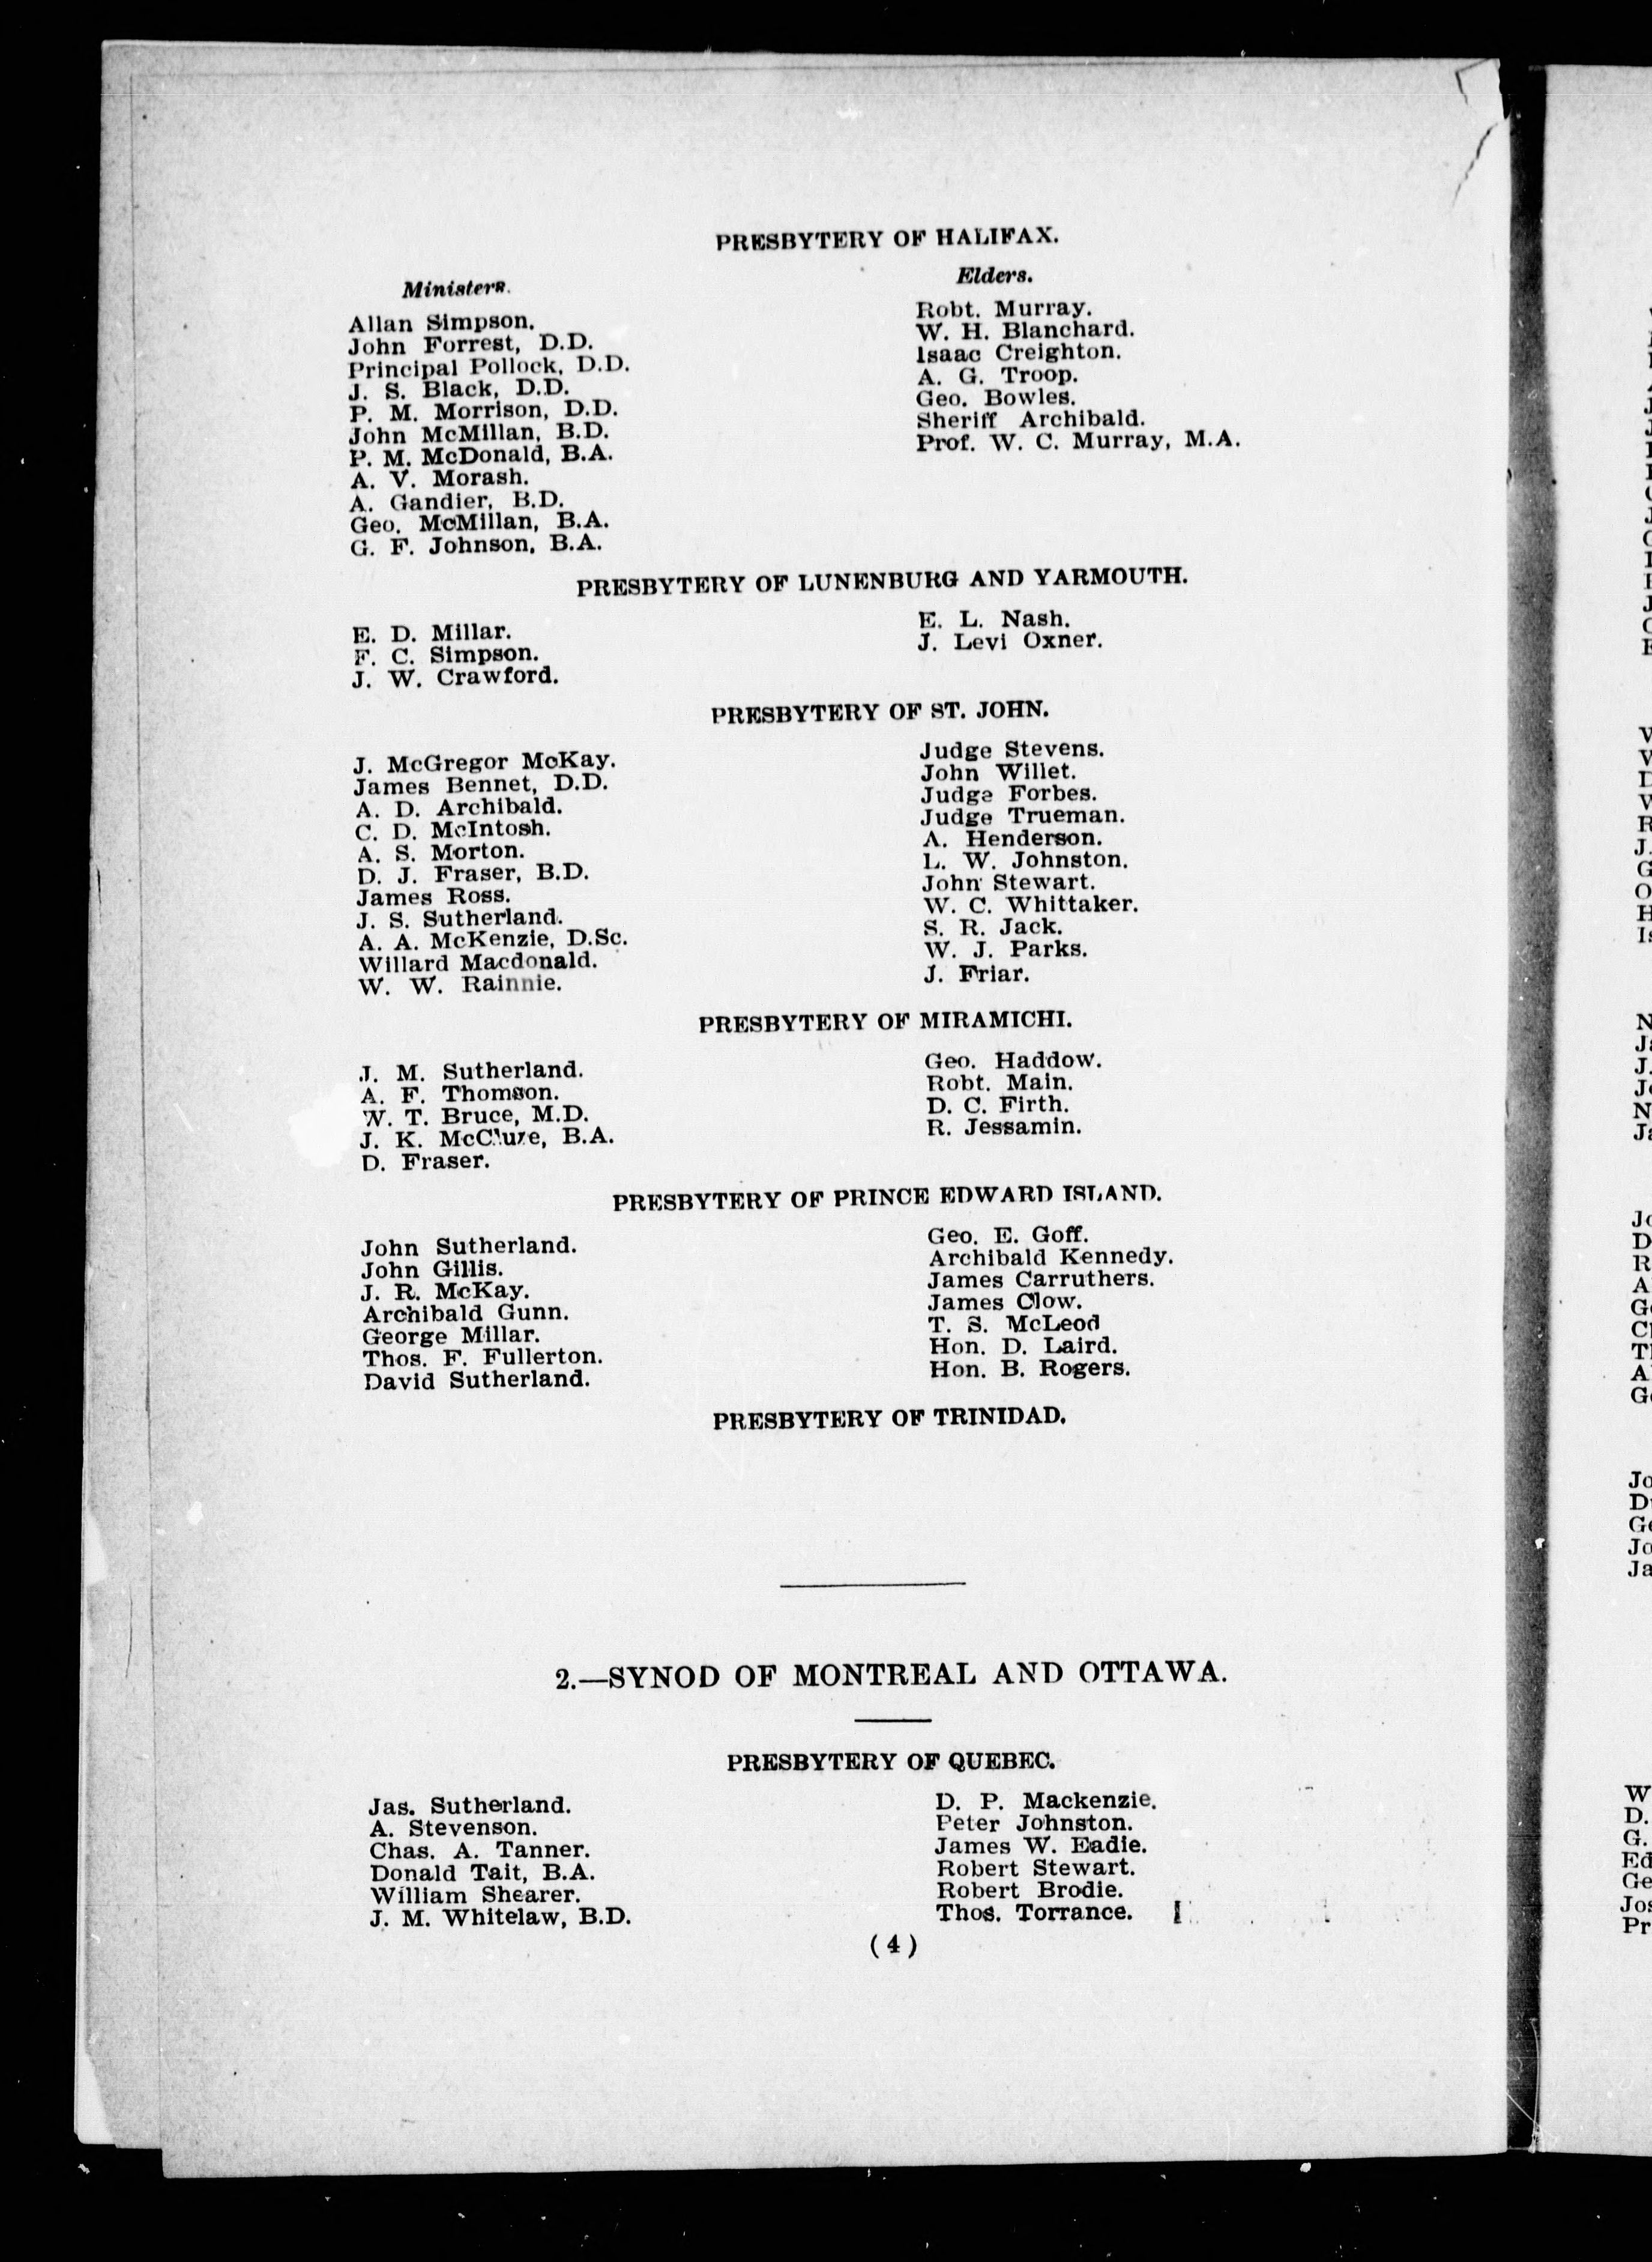 PRESBYTERY OF HALIFAX.
Ministers.
Allan Simpson.
John Forrest, D.D.
Principal Pollock, D.D.
J. S. Black, D.D.
P. M. Morrison, D.D.
John McMillan, B.D.
P. M. McDonald, B.A.
A. V. Morash.
A. Gandier, B.D.
Geo. McMillan, B.A.
G. F. Johnson, B.A.
Elders.
Robt. Murray.
W. H. Blanchard.
Isaac Creighton.
A. G. Troop.
Geo. Bowles.
Sheriff Archibald.
Prof. W. C. Murray, M.A.
PRESBYTERY OF LUNENBURG AND YARMOUTH.
E. D. Millar.
F. C. Simpson.
J. W. Crawford.
E. L. Nash.
J. Levi Oxner.
PRESBYTERY OF ST. JOHN.
J. McGregor McKay.
James Bennet, D.D.
A. D. Archibald.
C. D. McIntosh.
A. S. Morton.
D. J. Fraser, B.D.
James Ross.
J. S. Sutherland.
A. A. McKenzie, D.Sc.
Willard Macdonald.
W. W. Rainnie.
Judge Stevens.
John Willet.
Judge Forbes.
Judge Trueman.
A. Henderson.
L. W. Johnston.
John Stewart.
W. C. Whittaker.
S. R. Jack.
W. J. Parks.
J. Friar.
PRESBYTERY OF MIRAMICHI.
J. M. Sutherland.
A. F. Thomson.
W. T. Bruce, M.D.
J. K. McClure, B.A.
D. Fraser.
Geo. Haddow.
Robt. Main.
D. C. Firth.
R. Jessamin.
PRESBYTERY OF PRINCE EDWARD ISLAND.
John Sutherland.
John Gillis.
J. R. McKay.
Archibald Gunn.
George Millar.
Thos. F. Fullerton.
David Sutherland.
Geo. E. Goff.
Archibald Kennedy.
James Carruthers.
James Clow.
T. S. McLeod
Hon. D. Laird.
Hon. B. Rogers.
PRESBYTERY OF TRINIDAD.
2.—SYNOD OF MONTREAL AND OTTAWA.
PRESBYTERY OF QUEBEC.
Jas. Sutherland.
A. Stevenson.
Chas. A. Tanner.
Donald Tait, B.A.
William Shearer.
J. M. Whitelaw, B.D.
D. P. Mackenzie.
Peter Johnston.
James W. Eadie.
Robert Stewart.
Robert Brodie.
Thos. Torrance.
(4)